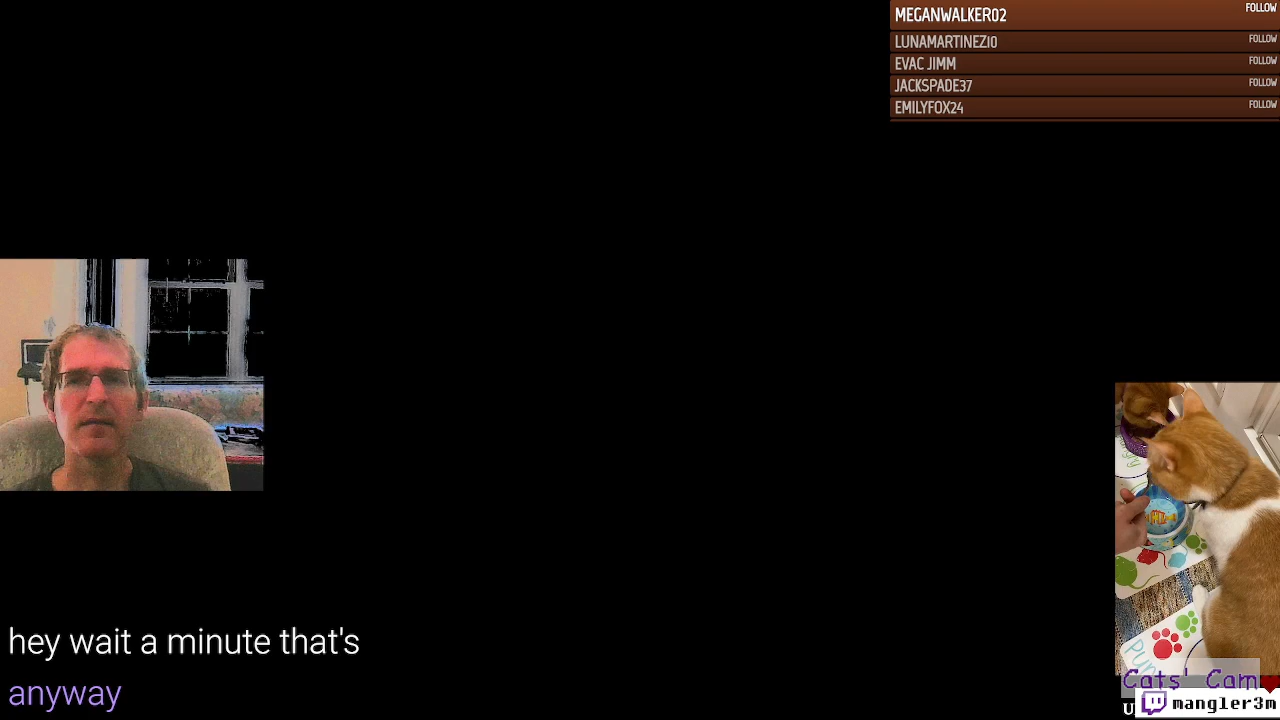 MEGANWALKER02 FOLLOW
LUNAMARTINEZ10 FOLLOW
EVAC JIMM FOLLOW
JACKSPADE37 FOLLOW
EMILYFOX24 FOLLOW
hey wait a minute that's
anyway
Cats' Cam
mangler3m